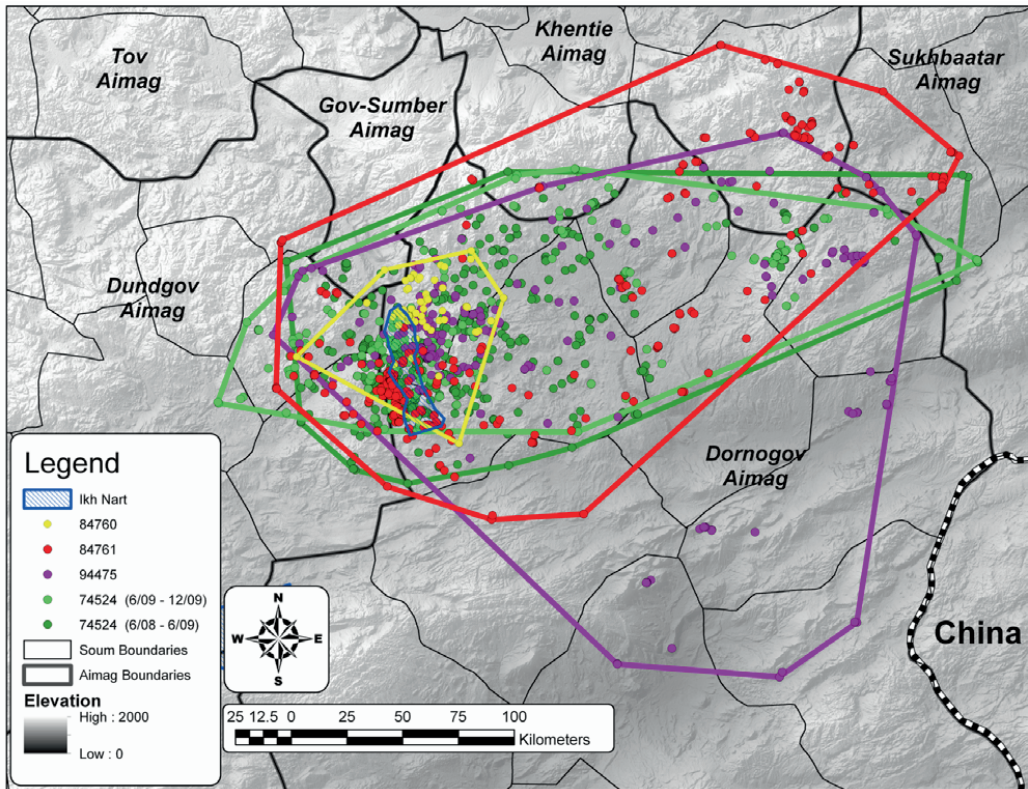 Khentie
Aimag
Sukhbaatar
Aimag
Tov
Aimag
Gov-Sumber
Aimag
Dundgov
Aimag
Dornogov
Aimag
China
Legend
Ikh Nart
84760
84761
94475
74524 (6/09 - 12/09)
74524 (6/08 - 6/09)
Soum Boundaries
Aimag Boundaries
Elevation
High : 2000
Low : 0
N
W E
S
25 12.5 0 25 50 75 100
Kilometers